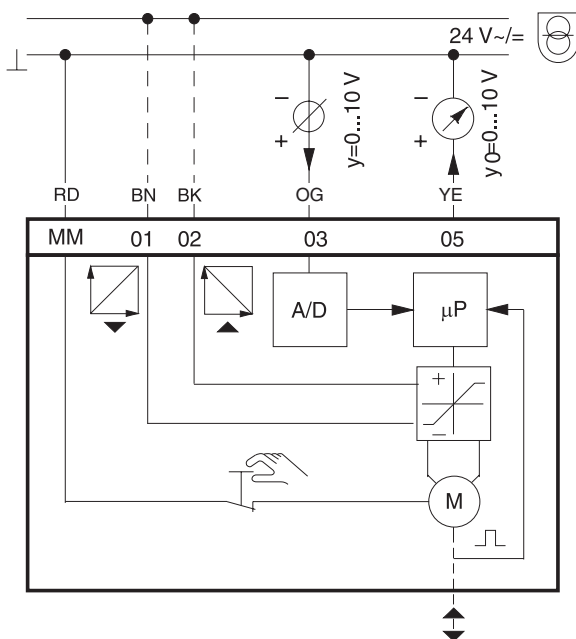 24 V~/=
⊥
−
+
y=0...10 V
−
+
y0=0...10 V
RD BN BK OG YE
MM 01 02 03 05
A/D
µP
+
−
M